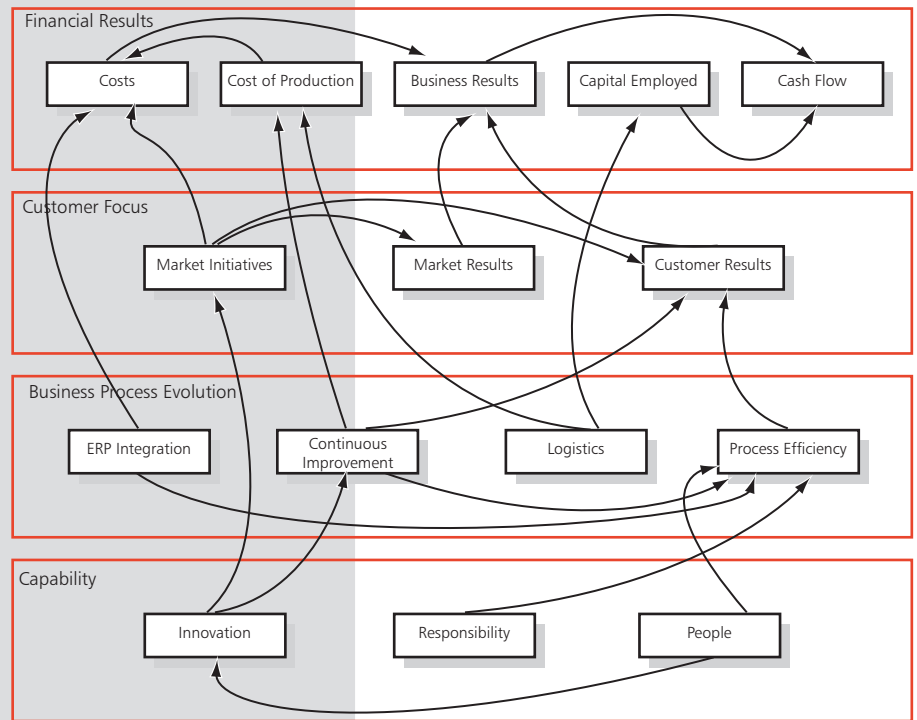 Financial Results
Costs
Cost of Production
Business Results
Capital Employed
Cash Flow
Customer Focus
Market Initiatives
Market Results
Customer Results
Business Process Evolution
ERP Integration
Continuous
Improvement
Logistics
Process Efficiency
Capability
Innovation
Responsibility
People